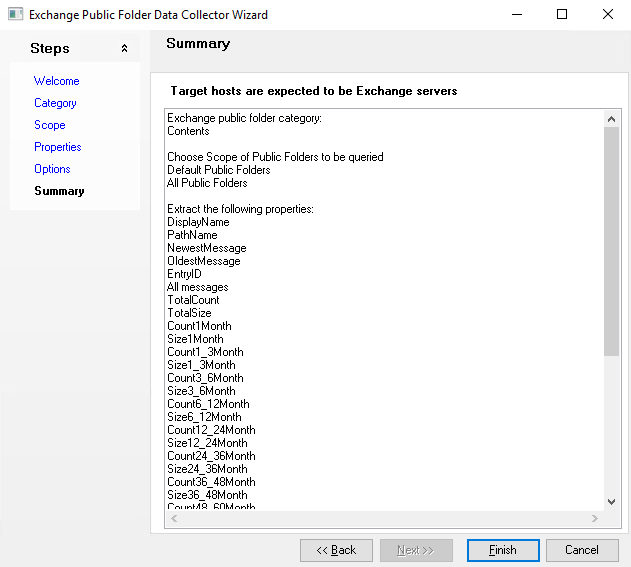 Exchange Public Folder Data Collector Wizard
Steps
Welcome
Category
Scope
Properties
Options
Summary
Summary
Target hosts are expected to be Exchange servers
Exchange public folder category:
Contents
Choose Scope of Public Folders to be queried
Default Public Folders
All Public Folders
Extract the following properties:
DisplayName
PathName
NewestMessage
OldestMessage
EntryID
All messages
TotalCount
TotalSize
Count1Month
Size1Month
Count1_3Month
Size1_3Month
Count3_6Month
Size3_6Month
Count6_12Month
Size6_12Month
Count12_24Month
Size12_24Month
Count24_36Month
Size24_36Month
Count36_48Month
Size36_48Month
Count48_60Month
<< Back
Next >>
Finish
Cancel